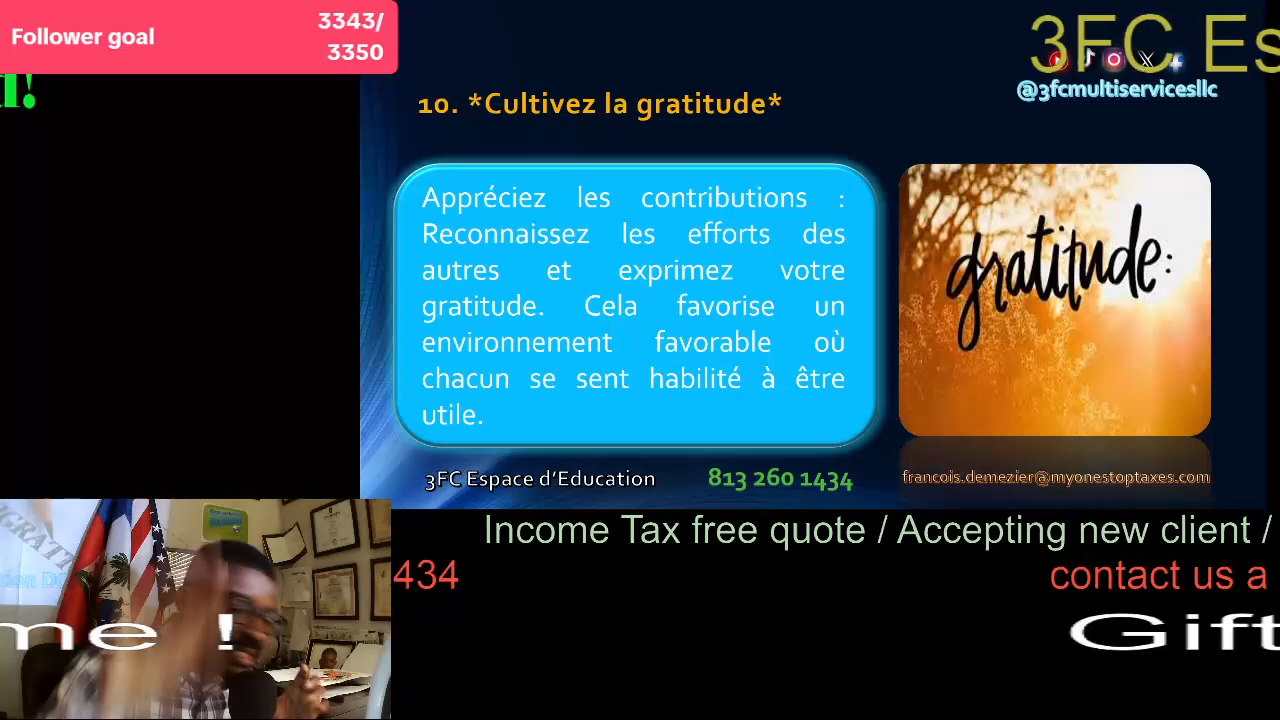 Follower goal
3343/
3350
3FC Es
d!
@3fcmultiservicesllc
10. *Cultivez la gratitude*
Appréciez les contributions :
Reconnaissez les efforts des
autres et exprimez votre
gratitude. Cela favorise un
environnement favorable où
chacun se sent habilité à être
utile.
gratitude:
3FC Espace d'Education
813 260 1434
francois.demezier@myonestoptaxes.com
Income Tax free quote / Accepting new client /
434
contact us a
me !
Gift